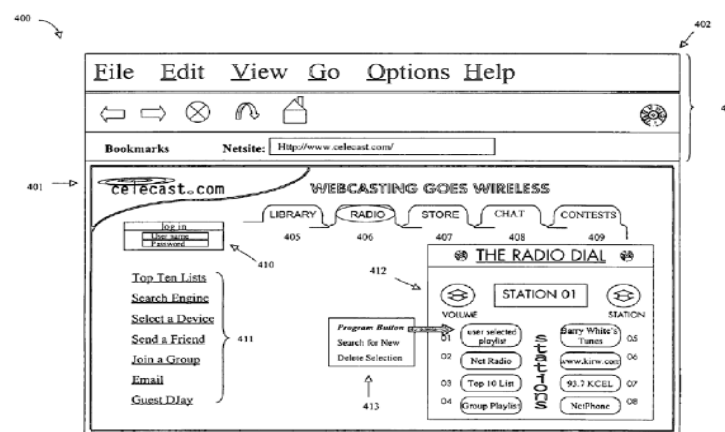 400
402
File Edit View Go Options Help
Bookmarks Netsite: Http://www.celecast.com/
401
celecast.com WEBCASTING GOES WIRELESS
LIBRARY RADIO STORE CHAT CONTESTS
405 406 407 408 409
log in
User name
Password
410
412
THE RADIO DIAL
STATION 01
VOLUME STATION
Top Ten Lists
Search Engine
Select a Device
Send a Friend
Join a Group
Email
Guest DJay
411
Program Button
Search for New
Delete Selection
413
Stations
01 user selected playlist
02 Net Radio
03 Top 10 List
04 Group Playlist
Barry White's Tunes 05
www.kirw.com 06
93.7 KCEL 07
NetPhone 08